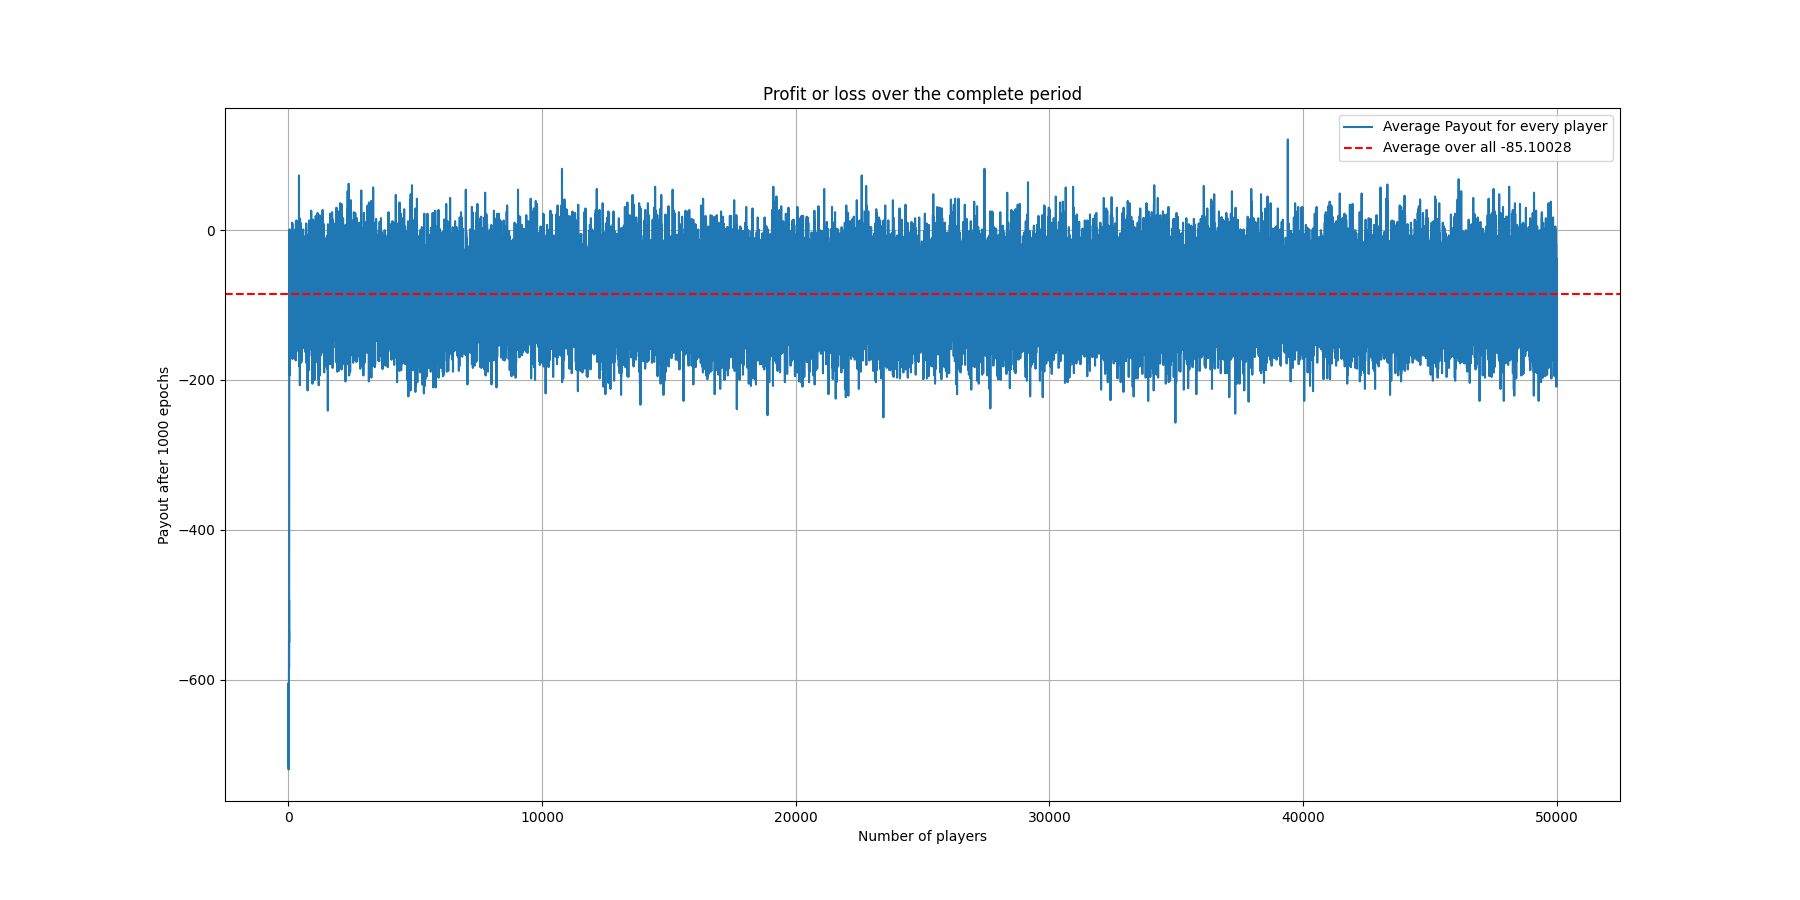 Profit or loss over the complete period
Average Payout for every player
Average over all -85.10028
0
−200
−400
−600
Payout after 1000 epochs
0
10000
20000
30000
40000
50000
Number of players